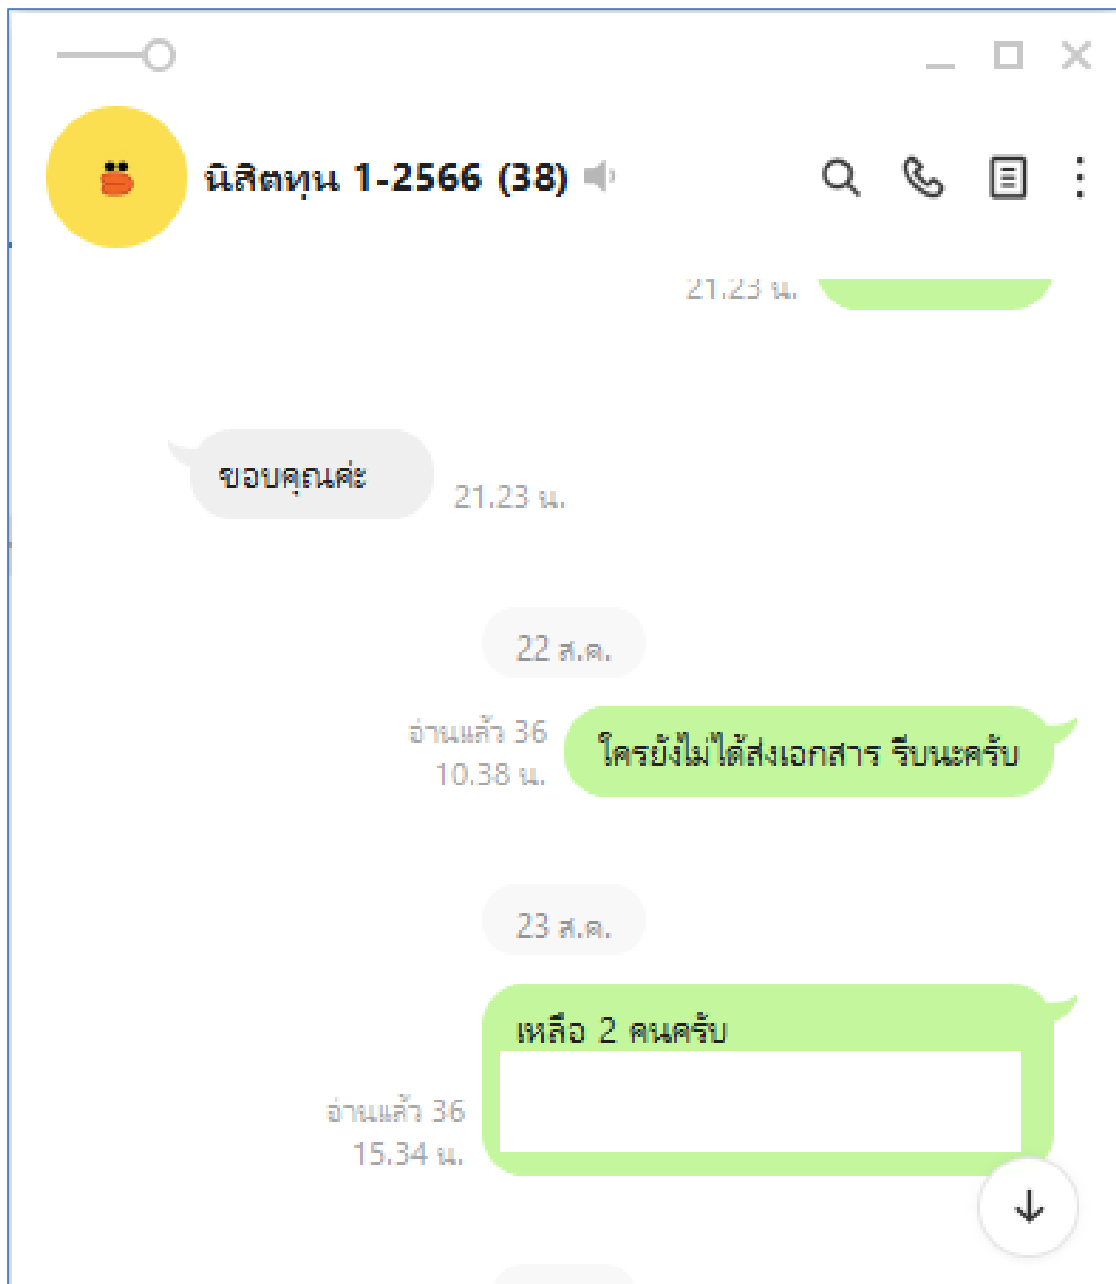 นิสิตทุน 1-2566 (38)
21.23 น.
ขอบคุณค่ะ
21.23 น.
22 ส.ค.
อ่านแล้ว 36
10.38 น.
ใครยังไม่ได้ส่งเอกสาร รีบนะครับ
23 ส.ค.
เหลือ 2 คนครับ
อ่านแล้ว 36
15.34 น.